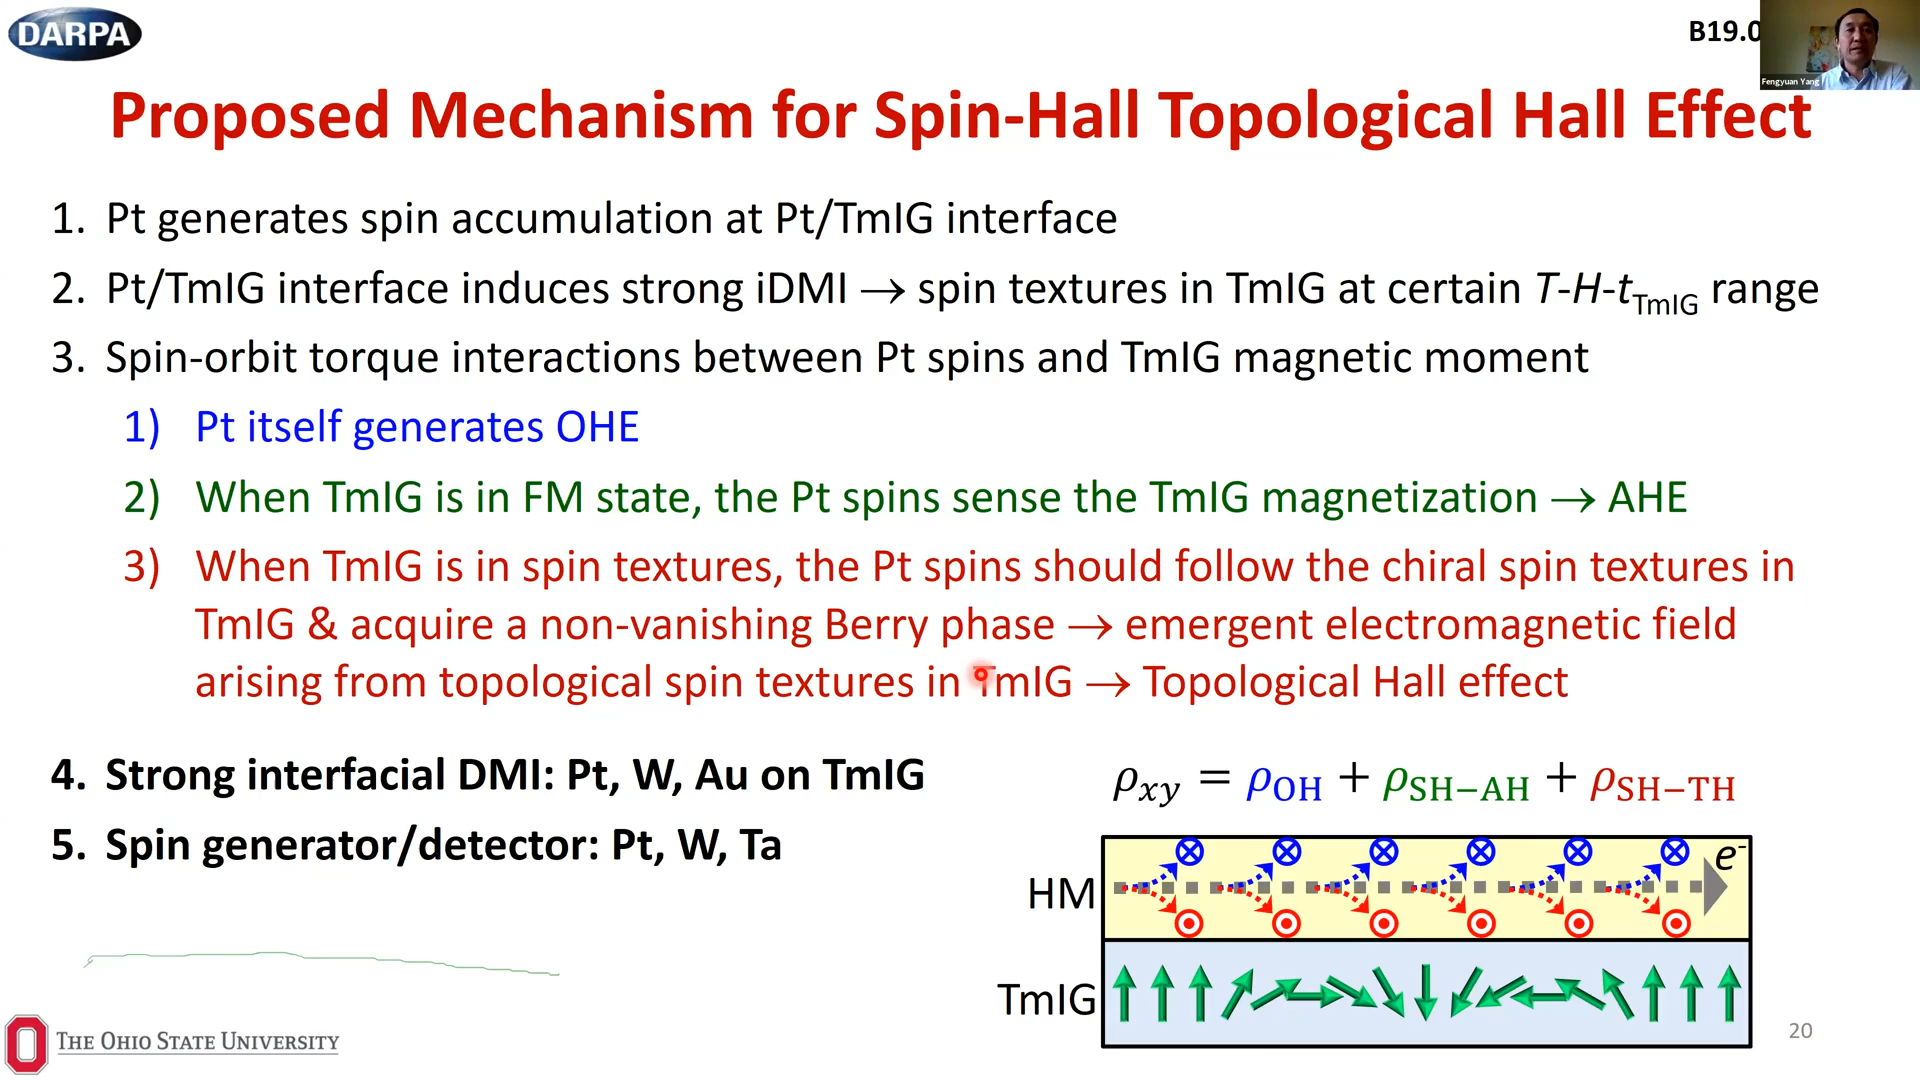 DARPA
B19.0
Fengyuan Yang
Proposed Mechanism for Spin-Hall Topological Hall Effect
1. Pt generates spin accumulation at Pt/TmIG interface
2. Pt/TmIG interface induces strong iDMI → spin textures in TmIG at certain T-H-t_TmIG range
3. Spin-orbit torque interactions between Pt spins and TmIG magnetic moment
1) Pt itself generates OHE
2) When TmIG is in FM state, the Pt spins sense the TmIG magnetization → AHE
3) When TmIG is in spin textures, the Pt spins should follow the chiral spin textures in
TmIG & acquire a non-vanishing Berry phase → emergent electromagnetic field
arising from topological spin textures in TmIG → Topological Hall effect
4. Strong interfacial DMI: Pt, W, Au on TmIG
5. Spin generator/detector: Pt, W, Ta
ρ_xy = ρ_OH + ρ_SH−AH + ρ_SH−TH
e⁻
HM
TmIG
THE OHIO STATE UNIVERSITY
20